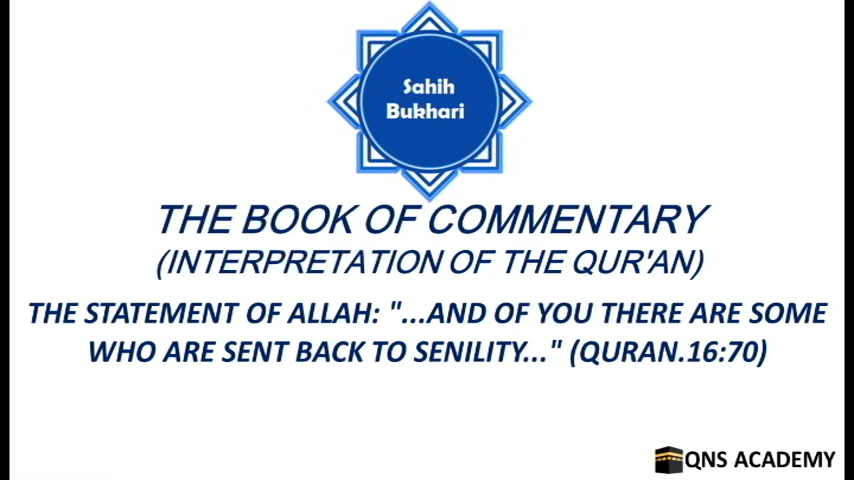 Sahih
Bukhari
THE BOOK OF COMMENTARY
(INTERPRETATION OF THE QUR'AN)
THE STATEMENT OF ALLAH: "...AND OF YOU THERE ARE SOME
WHO ARE SENT BACK TO SENILITY..." (QURAN.16:70)
QNS ACADEMY